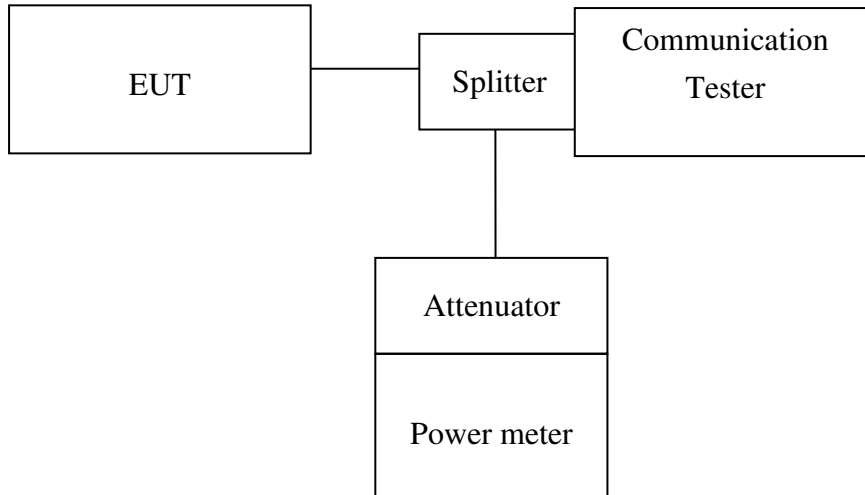 EUT
Splitter
Communication
Tester
Attenuator
Power meter